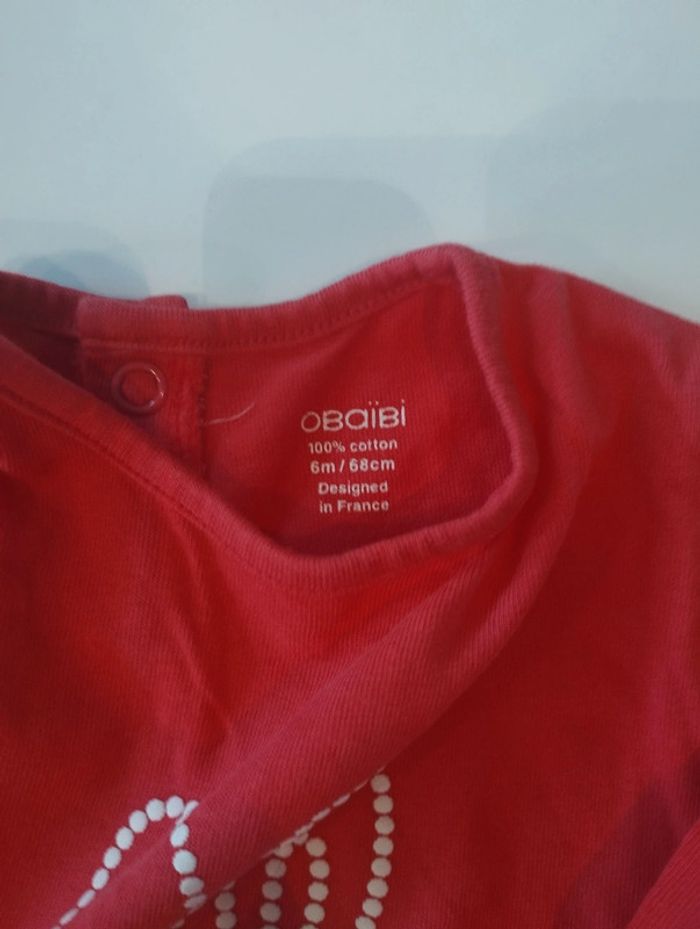 OBaïBi
100% cotton
6m / 68cm
Designed
in France